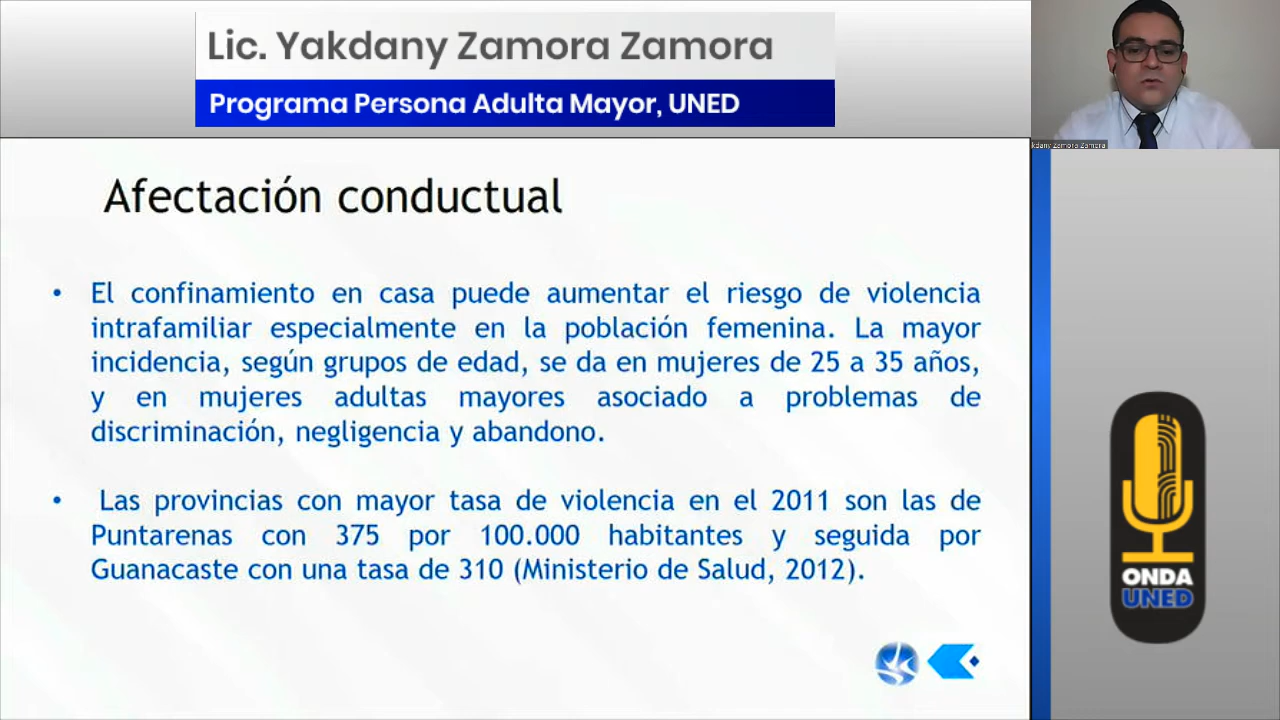 Lic. Yakdany Zamora Zamora
Programa Persona Adulta Mayor, UNED
kdany Zamora Zamora
Afectación conductual
• El confinamiento en casa puede aumentar el riesgo de violencia
intrafamiliar especialmente en la población femenina. La mayor
incidencia, según grupos de edad, se da en mujeres de 25 a 35 años,
y en mujeres adultas mayores asociado a problemas de
discriminación, negligencia y abandono.
• Las provincias con mayor tasa de violencia en el 2011 son las de
Puntarenas con 375 por 100.000 habitantes y seguida por
Guanacaste con una tasa de 310 (Ministerio de Salud, 2012).
ONDA
UNED